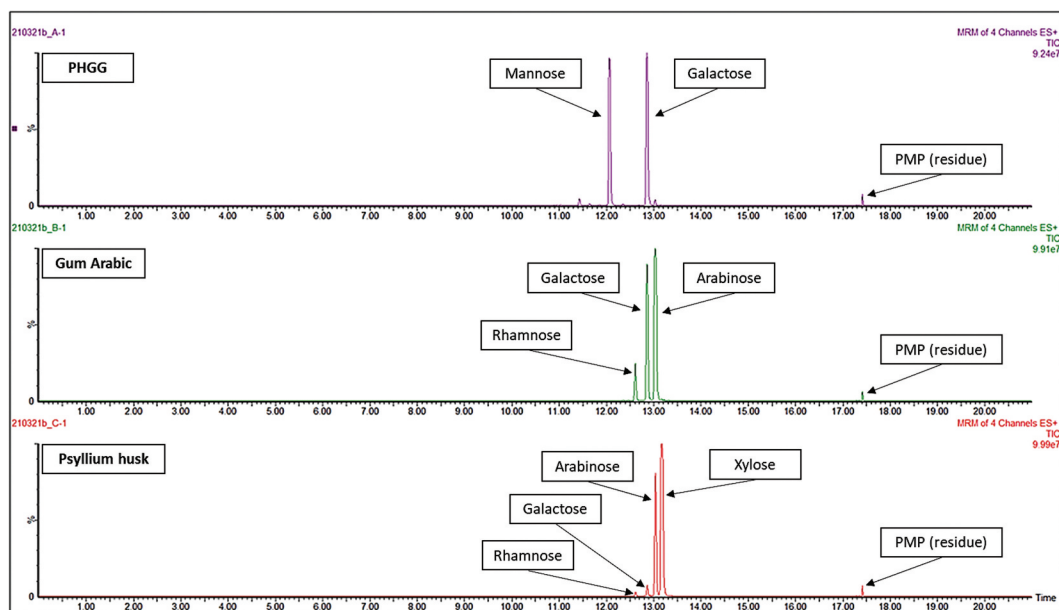 210321b_A-1
MRM of 4 Channels ES+
TIC
9.24e7
PHGG
Mannose
Galactose
PMP (residue)
%
0
1.00 2.00 3.00 4.00 5.00 6.00 7.00 8.00 9.00 10.00 11.00 12.00 13.00 14.00 15.00 16.00 17.00 18.00 19.00 20.00
210321b_B-1
MRM of 4 Channels ES+
TIC
9.91e7
Gum Arabic
Galactose
Arabinose
Rhamnose
PMP (residue)
%
0
1.00 2.00 3.00 4.00 5.00 6.00 7.00 8.00 9.00 10.00 11.00 12.00 13.00 14.00 15.00 16.00 17.00 18.00 19.00 20.00
210321b_C-1
MRM of 4 Channels ES+
TIC
9.99e7
Psyllium husk
Arabinose
Xylose
Galactose
Rhamnose
PMP (residue)
%
0
Time
1.00 2.00 3.00 4.00 5.00 6.00 7.00 8.00 9.00 10.00 11.00 12.00 13.00 14.00 15.00 16.00 17.00 18.00 19.00 20.00